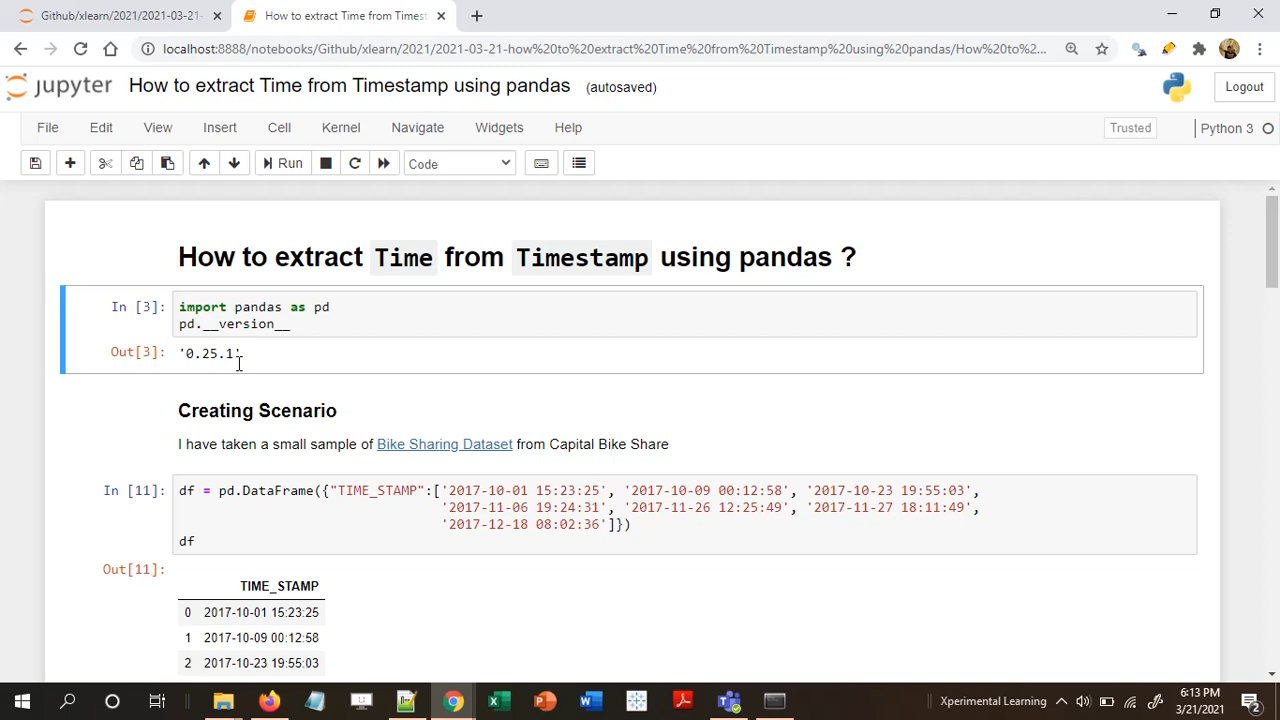 Github/xlearn/2021/2021-03-21-
How to extract Time from Timest
localhost:8888/notebooks/Github/xlearn/2021/2021-03-21-how%20to%20extract%20Time%20from%20Timestamp%20using%20pandas/How%20to%...
jupyter How to extract Time from Timestamp using pandas (autosaved)
Logout
File Edit View Insert Cell Kernel Navigate Widgets Help
Trusted
Python 3
Run
Code
How to extract Time from Timestamp using pandas ?
In [3]: import pandas as pd
pd.__version__
Out[3]: '0.25.1'
Creating Scenario
I have taken a small sample of Bike Sharing Dataset from Capital Bike Share
In [11]: df = pd.DataFrame({"TIME_STAMP":['2017-10-01 15:23:25', '2017-10-09 00:12:58', '2017-10-23 19:55:03',
'2017-11-06 19:24:31', '2017-11-26 12:25:49', '2017-11-27 18:11:49',
'2017-12-18 08:02:36']})
df
Out[11]:
TIME_STAMP
0 2017-10-01 15:23:25
1 2017-10-09 00:12:58
2 2017-10-23 19:55:03
Xperimental Learning
6:13 PM
3/21/2021
2